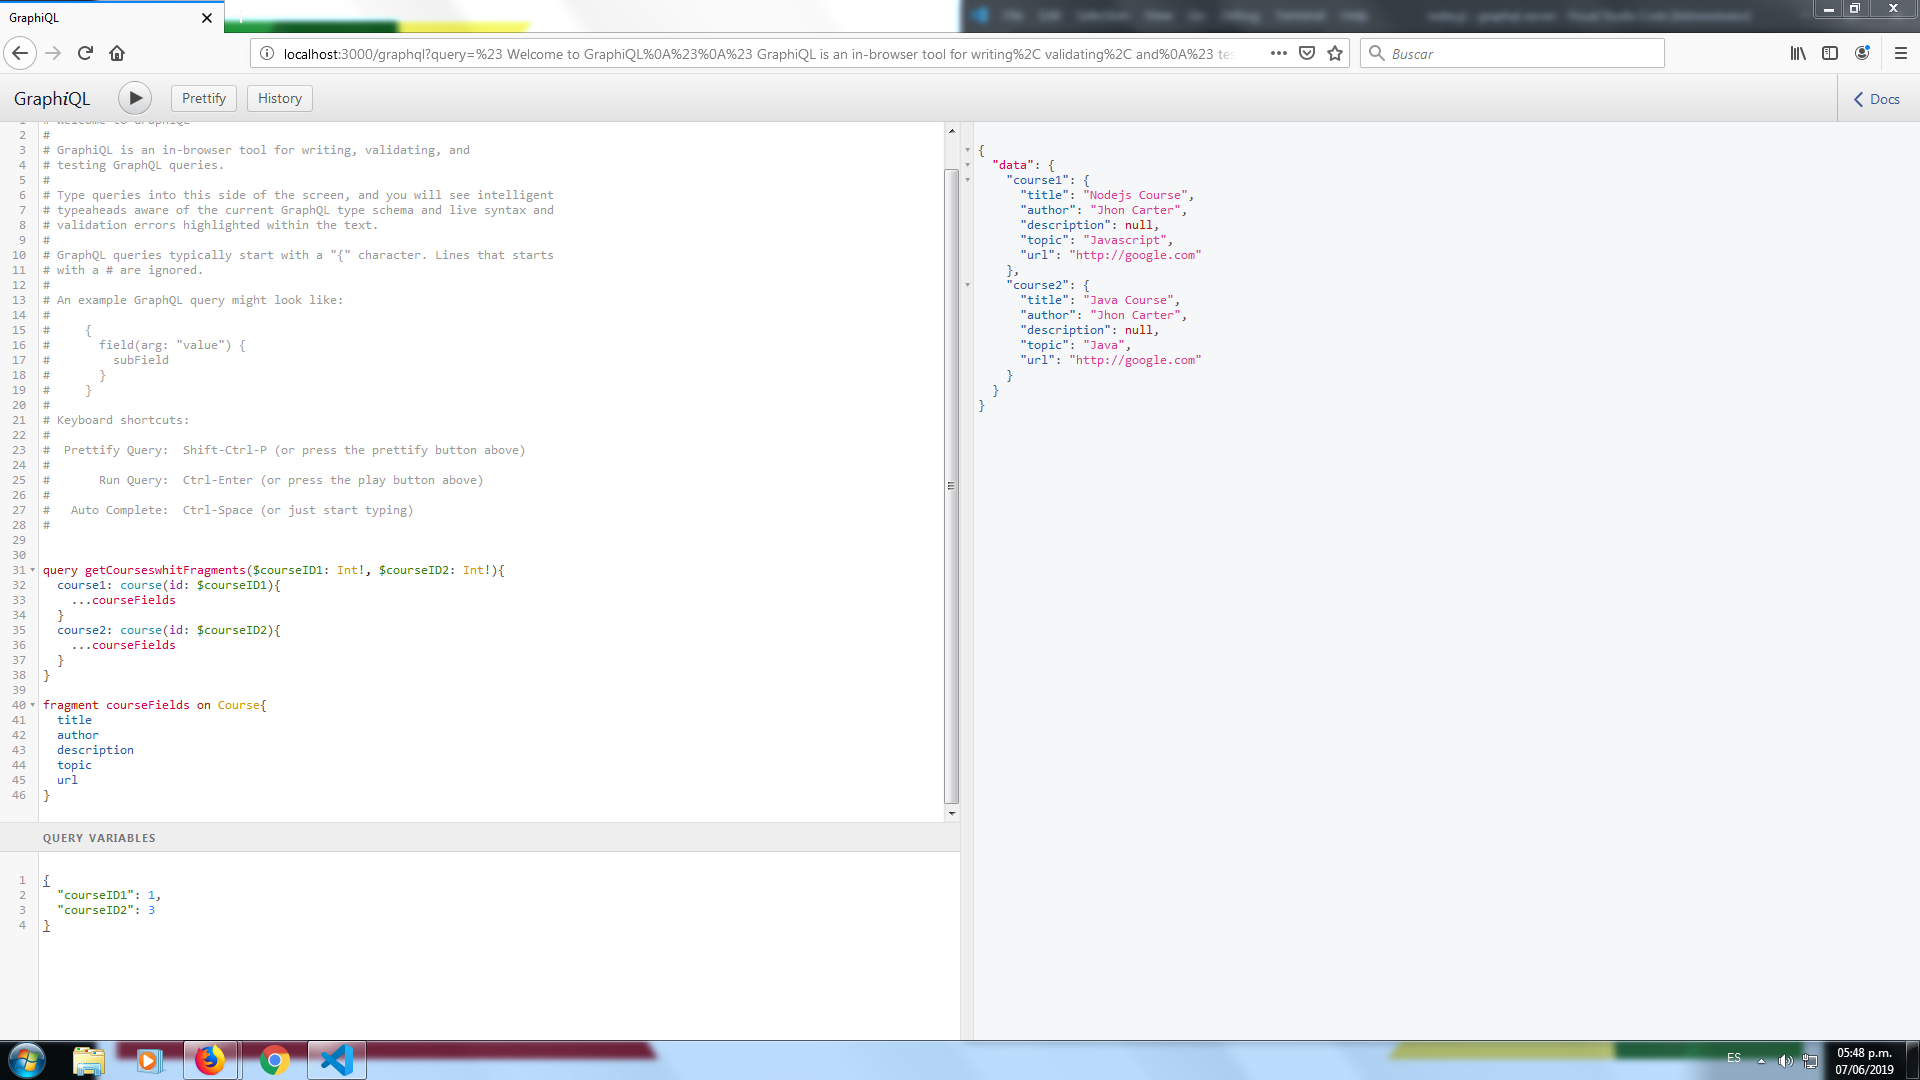 GraphiQL
File Edit Selection View Go Debug Terminal Help
localhost:3000/graphql?query=%23 Welcome to GraphiQL%0A%23%0A%23 GraphiQL is an in-browser tool for writing%2C validating%2C and%0A%23 tes
Buscar
GraphiQL
Prettify
History
Docs
1 # Welcome to GraphiQL
2 #
3 # GraphiQL is an in-browser tool for writing, validating, and
4 # testing GraphQL queries.
5 #
6 # Type queries into this side of the screen, and you will see intelligent
7 # typeaheads aware of the current GraphQL type schema and live syntax and
8 # validation errors highlighted within the text.
9 #
10 # GraphQL queries typically start with a "{" character. Lines that starts
11 # with a # are ignored.
12 #
13 # An example GraphQL query might look like:
14 #
15 #     {
16 #       field(arg: "value") {
17 #         subField
18 #       }
19 #     }
20 #
21 # Keyboard shortcuts:
22 #
23 #  Prettify Query:  Shift-Ctrl-P (or press the prettify button above)
24 #
25 #       Run Query:  Ctrl-Enter (or press the play button above)
26 #
27 #   Auto Complete:  Ctrl-Space (or just start typing)
28 #
29
30
31 query getCourseswhitFragments($courseID1: Int!, $courseID2: Int!){
32   course1: course(id: $courseID1){
33     ...courseFields
34   }
35   course2: course(id: $courseID2){
36     ...courseFields
37   }
38 }
39
40 fragment courseFields on Course{
41   title
42   author
43   description
44   topic
45   url
46 }
QUERY VARIABLES
1 {
2   "courseID1": 1,
3   "courseID2": 3
4 }
{
  "data": {
    "course1": {
      "title": "Nodejs Course",
      "author": "Jhon Carter",
      "description": null,
      "topic": "Javascript",
      "url": "http://google.com"
    },
    "course2": {
      "title": "Java Course",
      "author": "Jhon Carter",
      "description": null,
      "topic": "Java",
      "url": "http://google.com"
    }
  }
}
ES
05:48 p.m.
07/06/2019